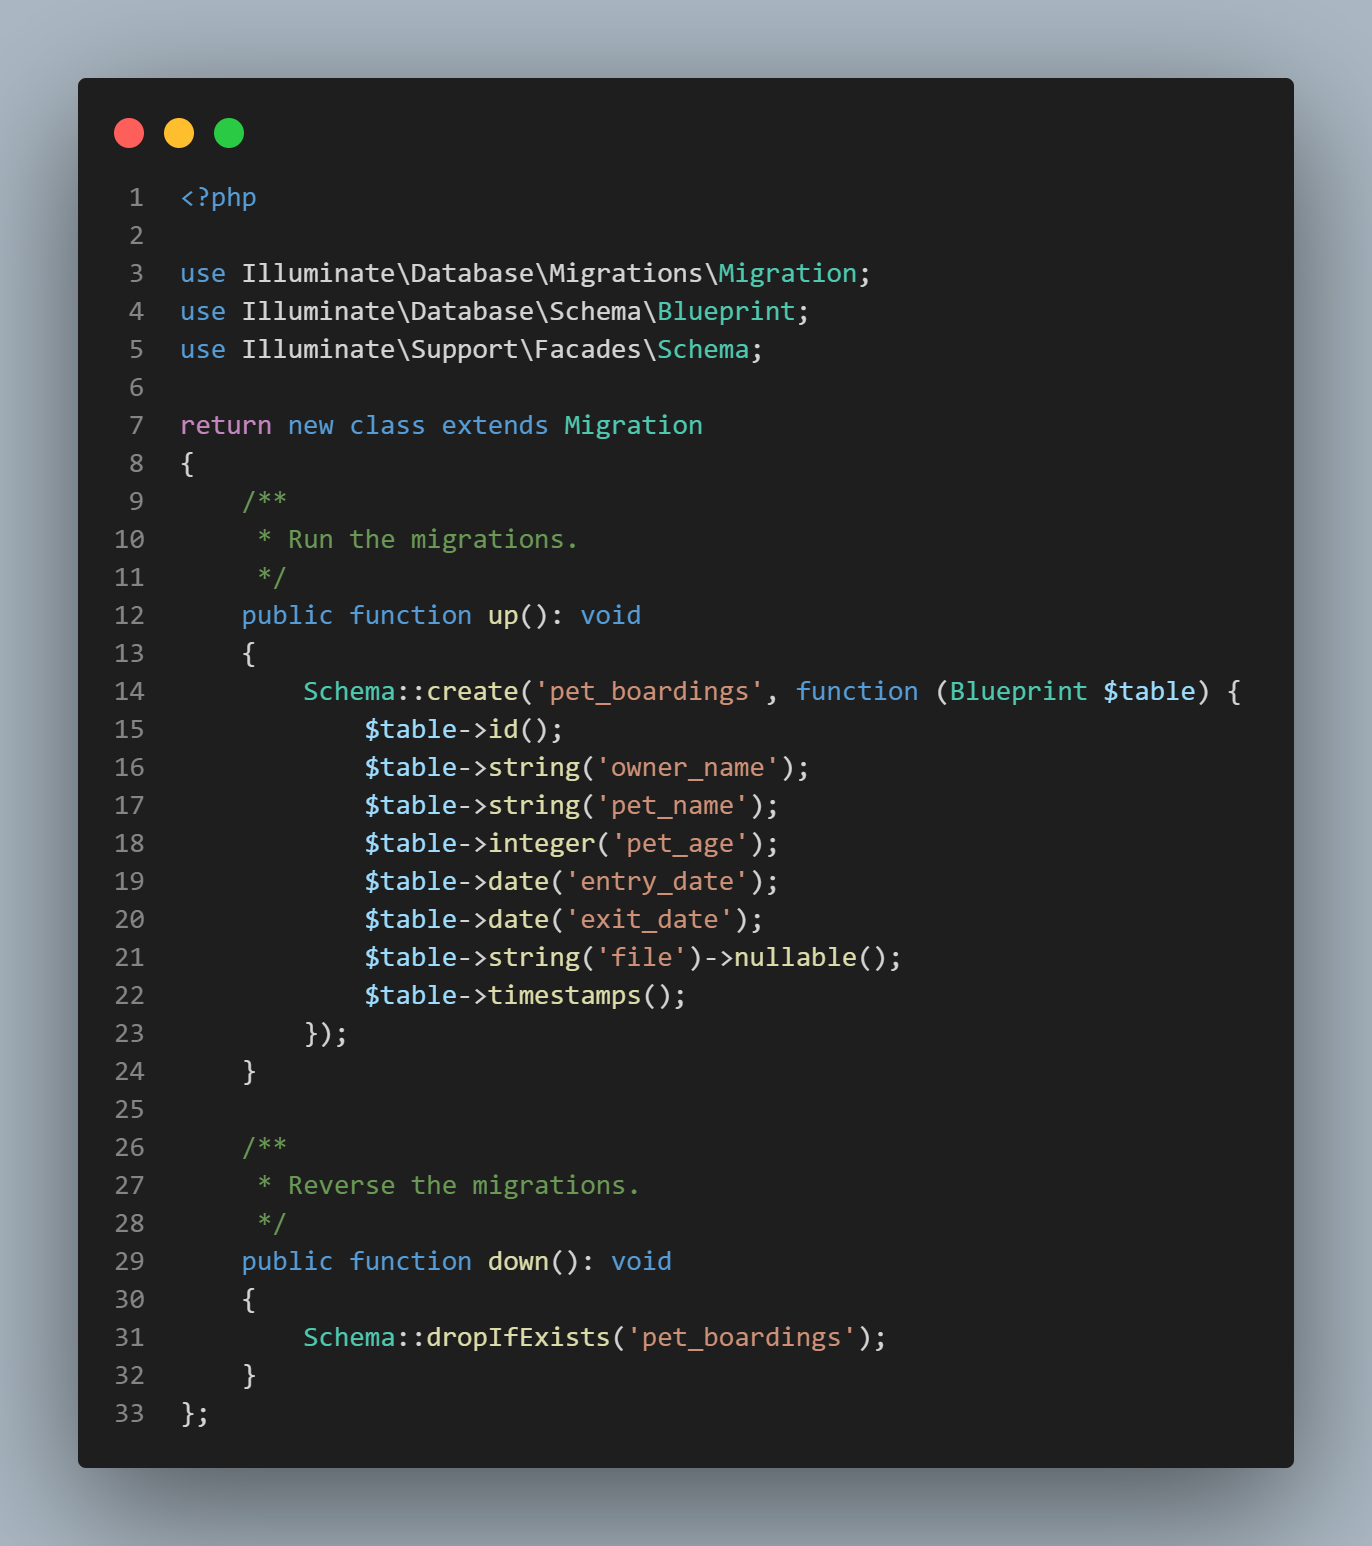 1 <?php
2
3 use Illuminate\Database\Migrations\Migration;
4 use Illuminate\Database\Schema\Blueprint;
5 use Illuminate\Support\Facades\Schema;
6
7 return new class extends Migration
8 {
9     /**
10      * Run the migrations.
11      */
12     public function up(): void
13     {
14         Schema::create('pet_boardings', function (Blueprint $table) {
15             $table->id();
16             $table->string('owner_name');
17             $table->string('pet_name');
18             $table->integer('pet_age');
19             $table->date('entry_date');
20             $table->date('exit_date');
21             $table->string('file')->nullable();
22             $table->timestamps();
23         });
24     }
25
26     /**
27      * Reverse the migrations.
28      */
29     public function down(): void
30     {
31         Schema::dropIfExists('pet_boardings');
32     }
33 };